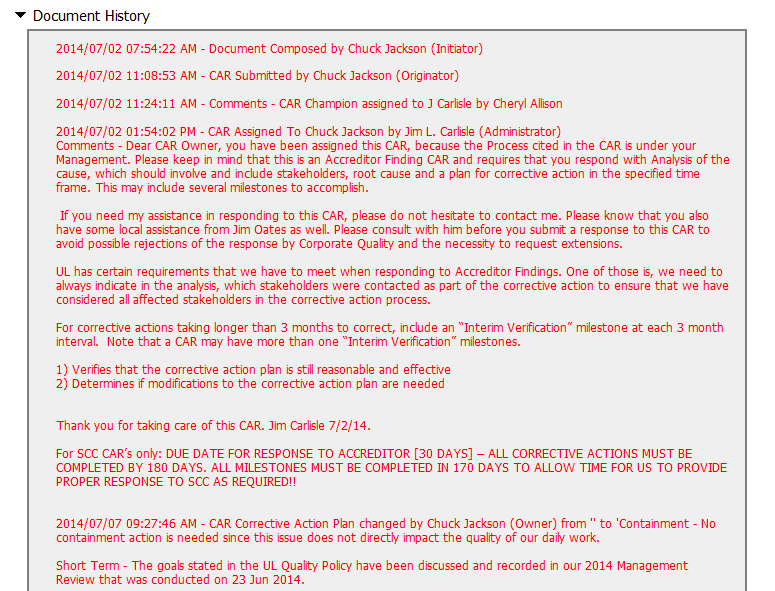 Document History
2014/07/02 07:54:22 AM - Document Composed by Chuck Jackson (Initiator)
2014/07/02 11:08:53 AM - CAR Submitted by Chuck Jackson (Originator)
2014/07/02 11:24:11 AM - Comments - CAR Champion assigned to J Carlisle by Cheryl Allison
2014/07/02 01:54:02 PM - CAR Assigned To Chuck Jackson by Jim L. Carlisle (Administrator)
Comments - Dear CAR Owner, you have been assigned this CAR, because the Process cited in the CAR is under your
Management. Please keep in mind that this is an Accreditor Finding CAR and requires that you respond with Analysis of the
cause, which should involve and include stakeholders, root cause and a plan for corrective action in the specified time
frame. This may include several milestones to accomplish.
If you need my assistance in responding to this CAR, please do not hesitate to contact me. Please know that you also
have some local assistance from Jim Oates as well. Please consult with him before you submit a response to this CAR to
avoid possible rejections of the response by Corporate Quality and the necessity to request extensions.
UL has certain requirements that we have to meet when responding to Accreditor Findings. One of those is, we need to
always indicate in the analysis, which stakeholders were contacted as part of the corrective action to ensure that we have
considered all affected stakeholders in the corrective action process.
For corrective actions taking longer than 3 months to correct, include an “Interim Verification” milestone at each 3 month
interval.  Note that a CAR may have more than one “Interim Verification” milestones.
1) Verifies that the corrective action plan is still reasonable and effective
2) Determines if modifications to the corrective action plan are needed
Thank you for taking care of this CAR. Jim Carlisle 7/2/14.
For SCC CAR’s only: DUE DATE FOR RESPONSE TO ACCREDITOR [30 DAYS] – ALL CORRECTIVE ACTIONS MUST BE
COMPLETED BY 180 DAYS. ALL MILESTONES MUST BE COMPLETED IN 170 DAYS TO ALLOW TIME FOR US TO PROVIDE
PROPER RESPONSE TO SCC AS REQUIRED!!
2014/07/07 09:27:46 AM - CAR Corrective Action Plan changed by Chuck Jackson (Owner) from '' to 'Containment - No
containment action is needed since this issue does not directly impact the quality of our daily work.
Short Term - The goals stated in the UL Quality Policy have been discussed and recorded in our 2014 Management
Review that was conducted on 23 Jun 2014.